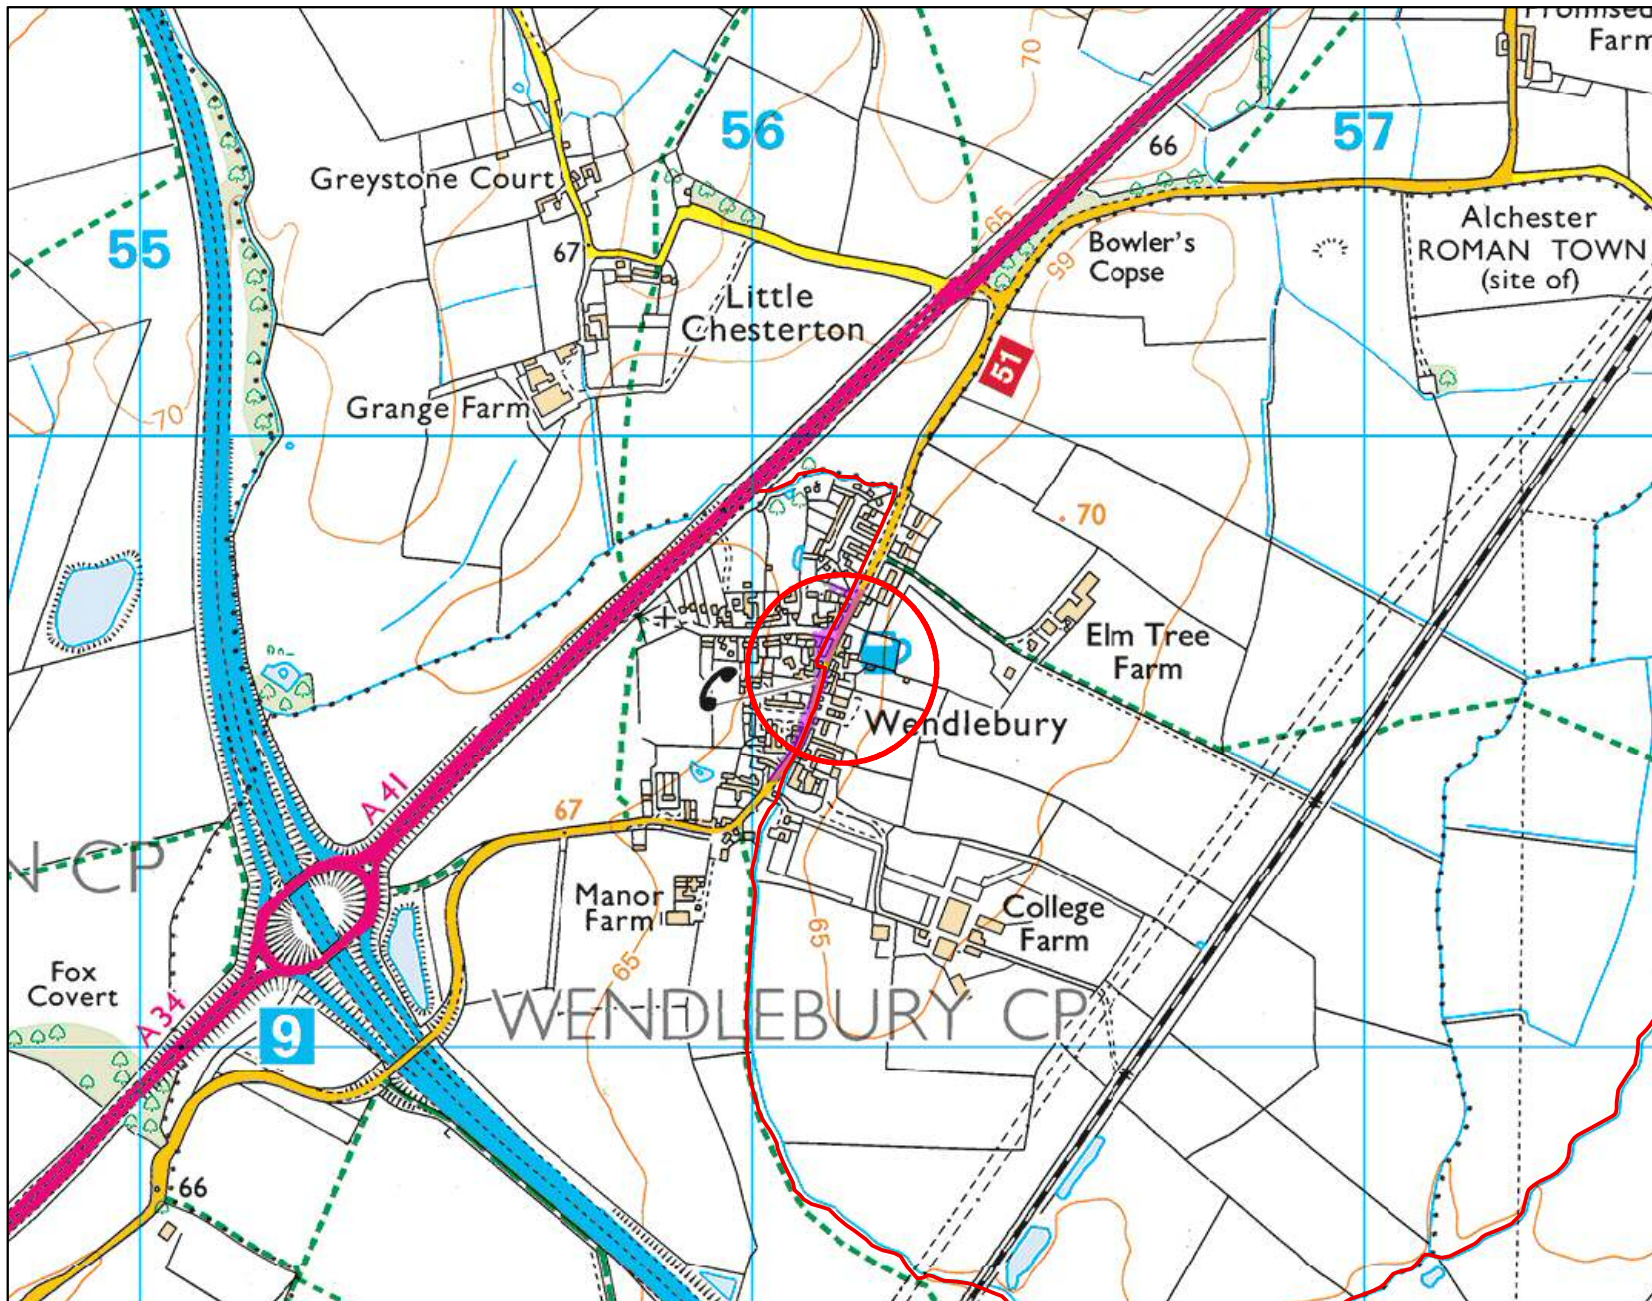 Farm
70
56
66
57
Greystone Court
Alchester
ROMAN TOWN
(site of)
65
55
67
Bowler's
Copse
65
Little
Chesterton
51
70
Grange Farm
70
Elm Tree
Farm
Wendlebury
A 41
67
N CP
Manor
Farm
College
Farm
65
65
Fox
Covert
A 34
WENDLEBURY CP
9
66